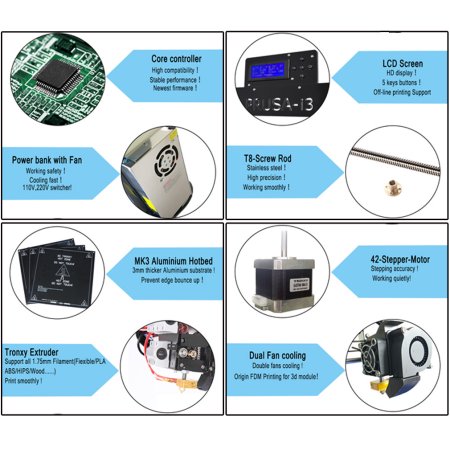 Core controller
High compatibility !
Stable performance
Newest firmware !
Power bank with Fan
Working safety !
Cooling fast !
110V,220V switcher!
LCD Screen
HD display !
5 keys buttons !
Off-line printing Support
PRUSA-i3
T8-Screw Rod
Stainless steel !
High precision !
Working smoothly !
MK3 Aluminium Hotbed
3mm thicker Aluminium substrate !
Prevent edge bounce up !
Tronxy Extruder
Support all 1.75mm Filament(Flexible/PLA
ABS/HIPS/Wood.....)
Print smoothly !
42-Stepper-Motor
Stepping accuracy !
Working quietly!
Dual Fan cooling
Double fans cooling !
Origin FDM Printing for 3d module!